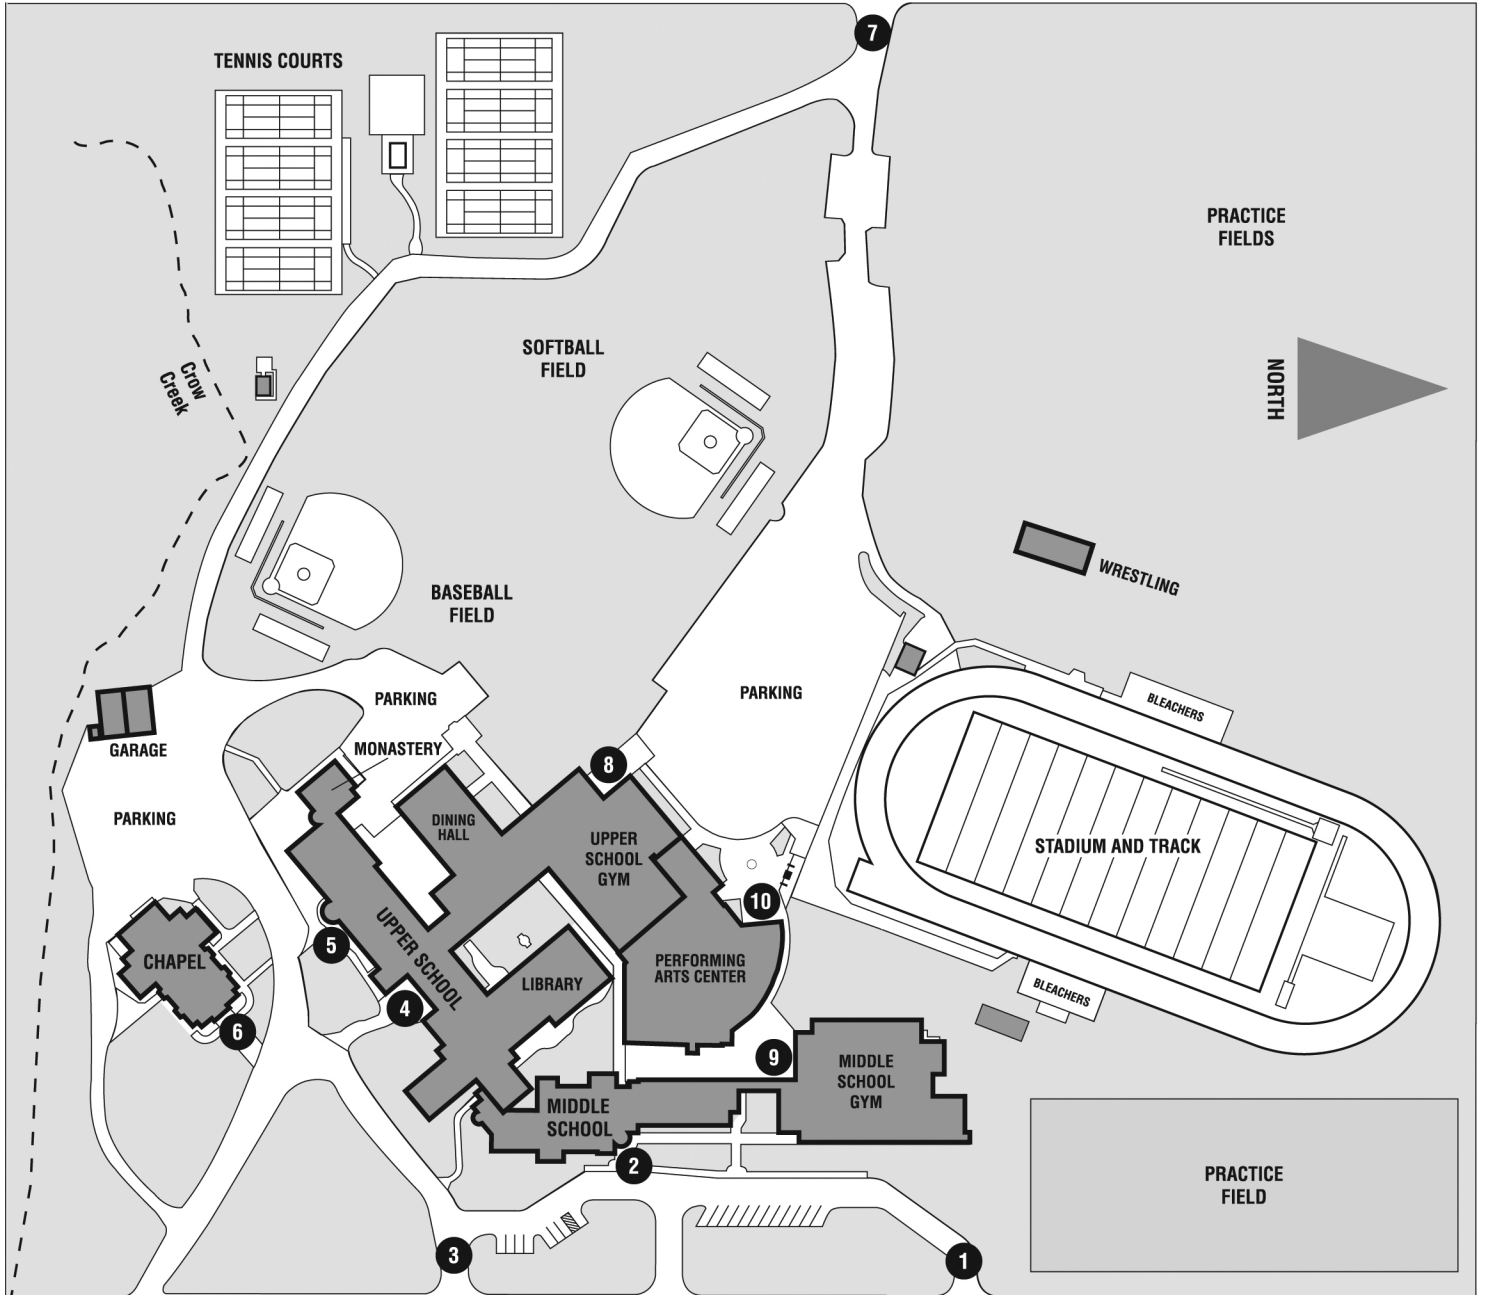 7
TENNIS COURTS
PRACTICE
FIELDS
SOFTBALL
FIELD
Crow
Creek
NORTH
WRESTLING
BASEBALL
FIELD
PARKING
PARKING
BLEACHERS
MONASTERY
GARAGE
8
PARKING
DINING
HALL
UPPER
SCHOOL
GYM
STADIUM AND TRACK
10
5
UPPER SCHOOL
CHAPEL
PERFORMING
ARTS CENTER
LIBRARY
BLEACHERS
4
6
9
MIDDLE
SCHOOL
GYM
MIDDLE
SCHOOL
2
PRACTICE
FIELD
3
1